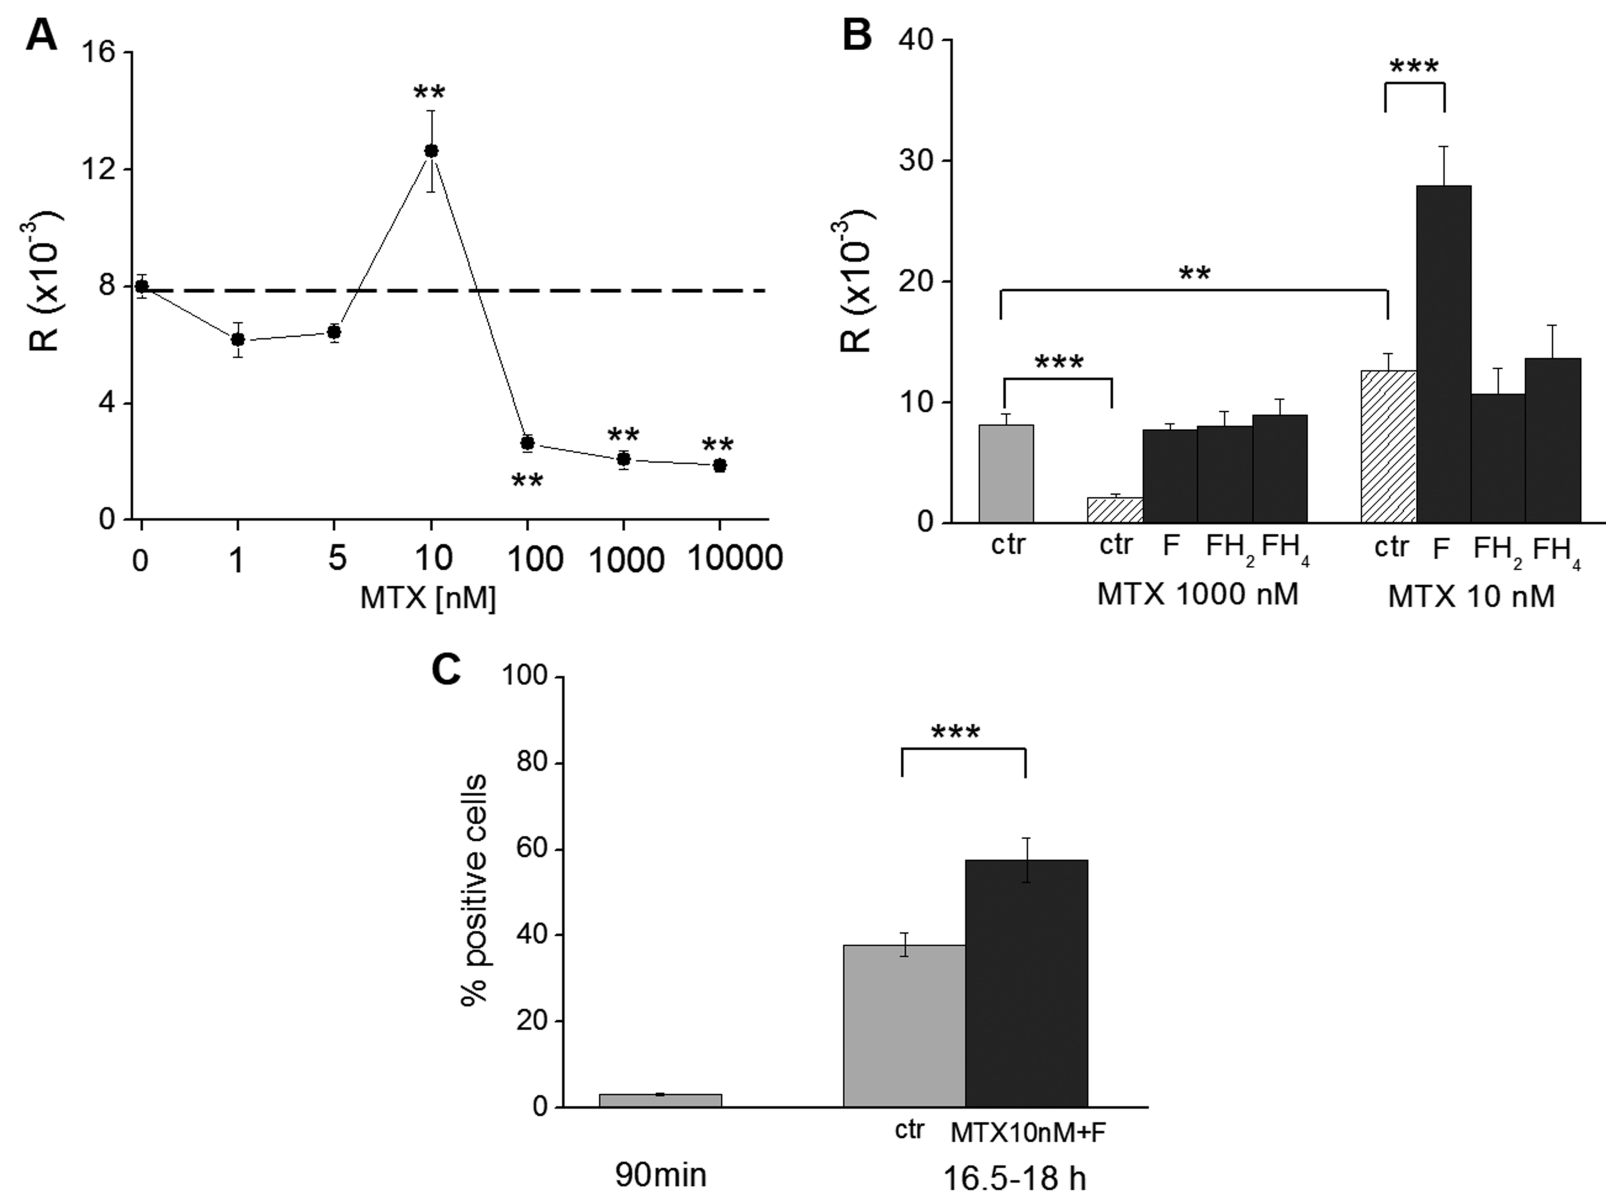 A
16
12
8
4
0
R (x10⁻³)
**
**
**
**
0 1 5 10 100 1000 10000
MTX [nM]
B
40
30
20
10
0
R (x10⁻³)
***
**
***
ctr ctr F FH₂ FH₄ ctr F FH₂ FH₄
MTX 1000 nM MTX 10 nM
C
100
80
60
40
20
0
% positive cells
***
ctr MTX10nM+F
90min 16.5-18 h